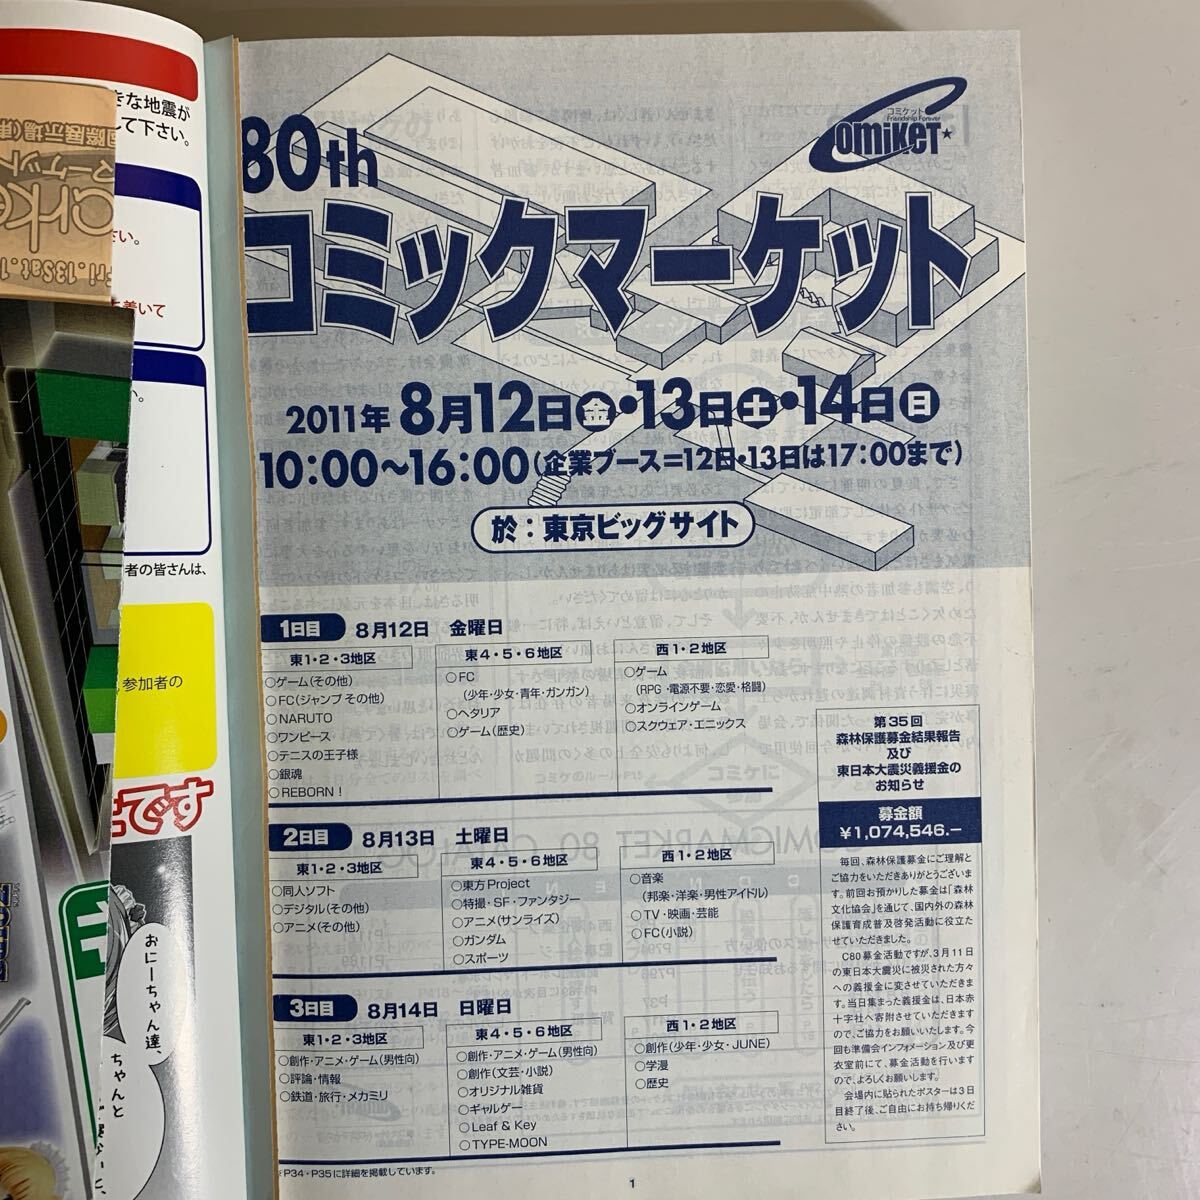 きな地震が
して下さい。
さい。
着いて
い。
者の皆さんは、
参加者の
です
おにーちゃん達、
ちゃんと
コミケット
Friendship Forever
comiket
80th
コミックマーケット
2011年 8月12日金・13日土・14日日
10:00〜16:00(企業ブース=12日・13日は17:00まで)
於：東京ビッグサイト
1日目 8月12日 金曜日
東1・2・3地区
○ゲーム(その他)
○FC(ジャンプ その他)
○NARUTO
○ワンピース
○テニスの王子様
○銀魂
○REBORN！
東4・5・6地区
○FC
(少年・少女・青年・ガンガン)
○ヘタリア
○ゲーム(歴史)
西1・2地区
○ゲーム
(RPG・電源不要・恋愛・格闘)
○オンラインゲーム
○スクウェア・エニックス
2日目 8月13日 土曜日
東1・2・3地区
○同人ソフト
○デジタル(その他)
○アニメ(その他)
東4・5・6地区
○東方Project
○特撮・SF・ファンタジー
○アニメ(サンライズ)
○ガンダム
○スポーツ
西1・2地区
○音楽
(邦楽・洋楽・男性アイドル)
○TV・映画・芸能
○FC(小説)
3日目 8月14日 日曜日
東1・2・3地区
○創作・アニメ・ゲーム(男性向)
○評論・情報
○鉄道・旅行・メカミリ
東4・5・6地区
○創作・アニメ・ゲーム(男性向)
○創作(文芸・小説)
○オリジナル雑貨
○ギャルゲー
○Leaf & Key
○TYPE-MOON
西1・2地区
○創作(少年・少女・JUNE)
○学漫
○歴史
第35回
森林保護募金結果報告
及び
東日本大震災義援金の
お知らせ
募金額
¥1,074,546.-
毎回、森林保護募金にご理解と
ご協力をいただきありがとうございま
す。前回お預かりした募金は「森林
文化協会」を通じて、国内外の森林
保護育成普及啓発活動に役立た
せていただきました。
C80募金活動ですが、3月11日
の東日本大震災に被災された方々
への義援金に変させていただきま
す。当日集まった義援金は、日本赤
十字社へ寄附させていただきます
ので、ご協力をお願いいたします。今
回も準備会インフォメーション及び更
衣室前にて、募金活動を行います
ので、よろしくお願いします。
会場内に貼られたポスターは3日
目終了後、ご自由にお持ち帰りくだ
さい。
P34・P35に詳細を掲載しています。
1